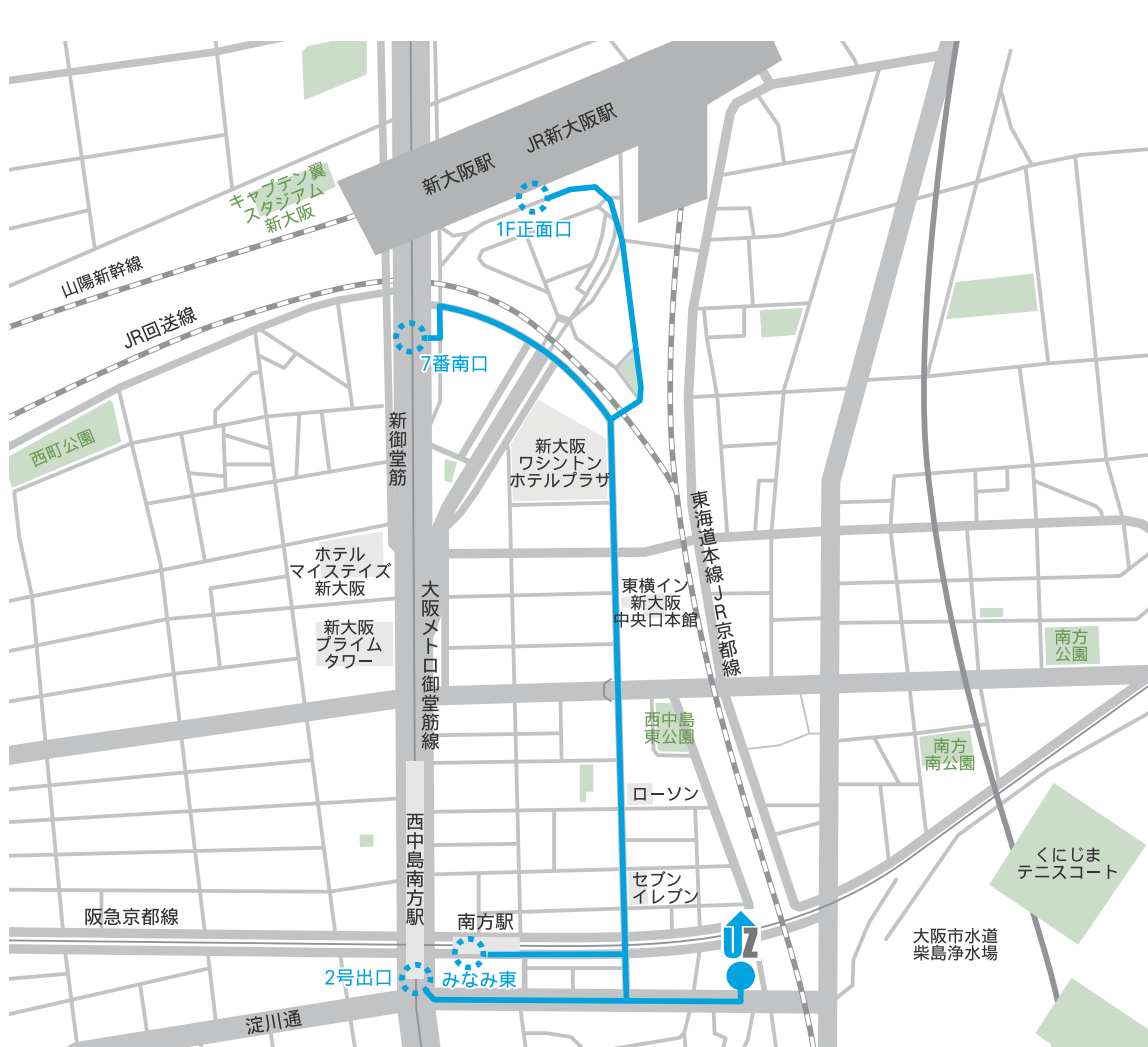 JR新大阪駅
新大阪駅
キャプテン翼
スタジアム
新大阪
1F正面口
山陽新幹線
JR回送線
7番南口
西町公園
新御堂筋
新大阪
ワシントン
ホテルプラザ
東海道本線JR京都線
ホテル
マイステイズ
新大阪
大阪メトロ御堂筋線
東横イン
新大阪
中央口本館
新大阪
プライム
タワー
南方
公園
西中島
東公園
南方
南公園
ローソン
西中島南方駅
くにじま
テニスコート
セブン
イレブン
阪急京都線
南方駅
UZ
大阪市水道
柴島浄水場
2号出口
みなみ東
淀川通